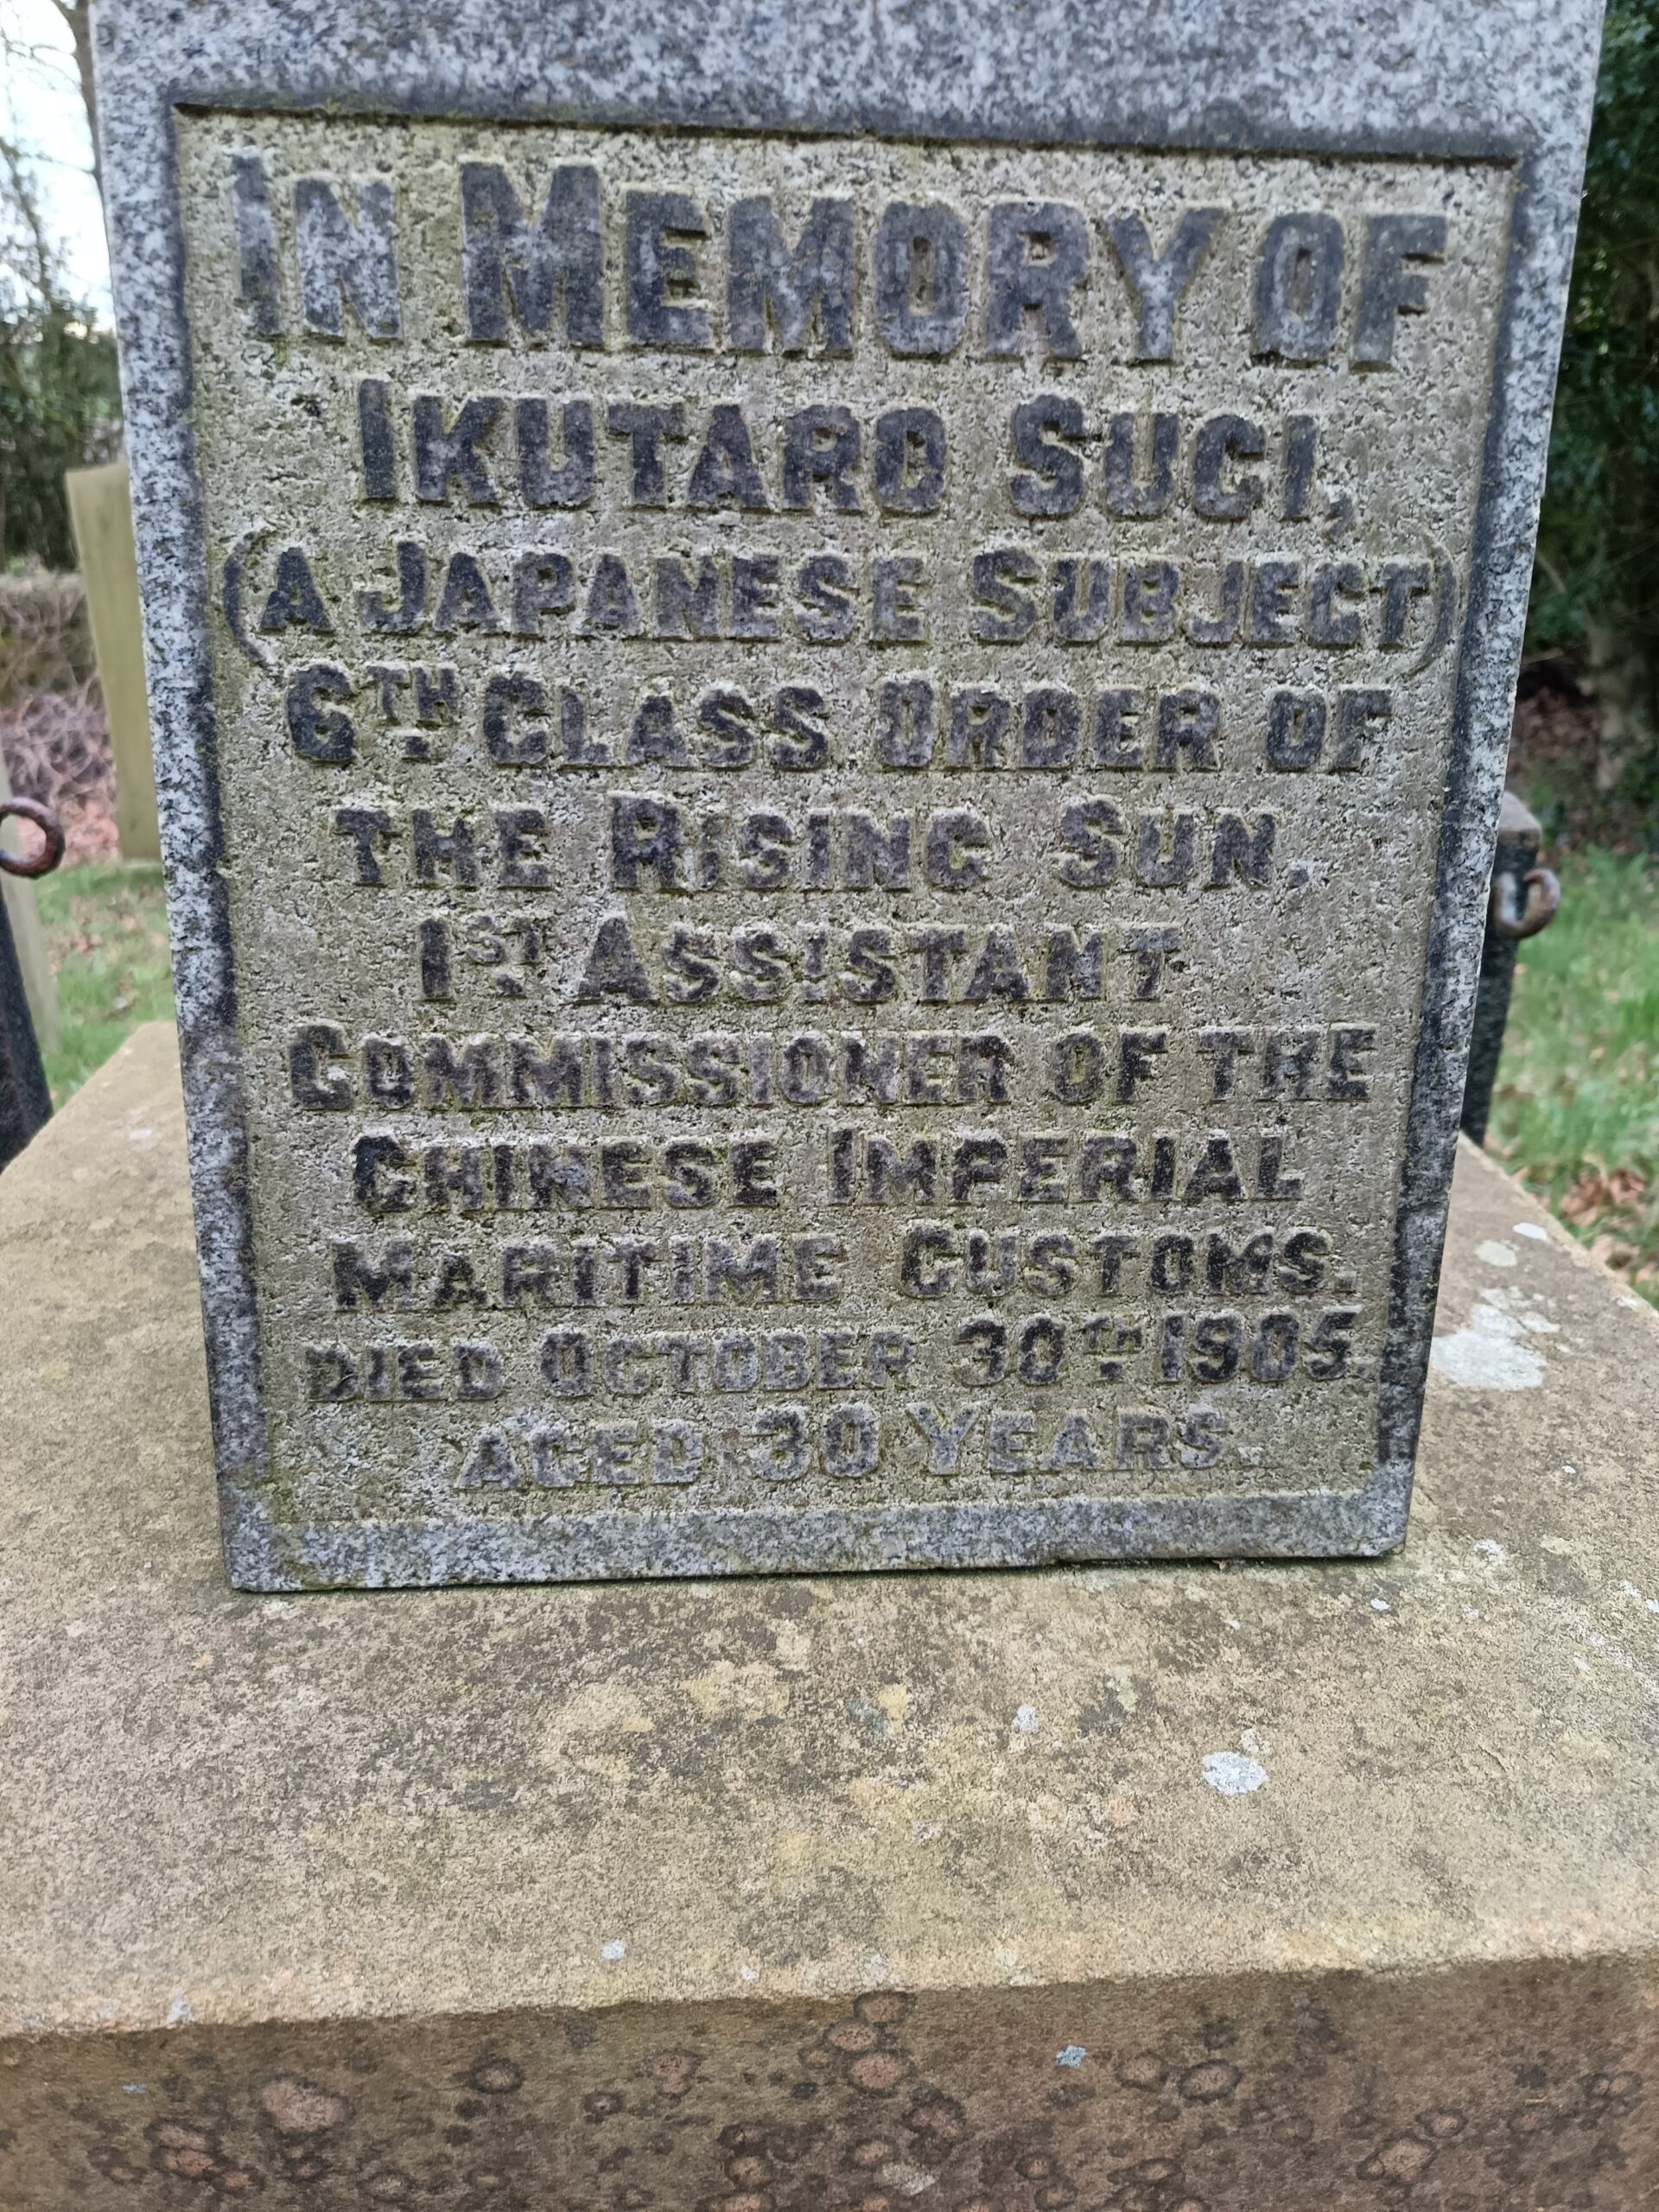 IN MEMORY OF
IKUTARO SUGI,
(A JAPANESE SUBJECT)
6TH CLASS ORDER OF
THE RISING SUN,
1ST ASSISTANT
COMMISSIONER OF THE
CHINESE IMPERIAL
MARITIME CUSTOMS.
DIED OCTOBER 30TH 1905
AGED 30 YEARS.